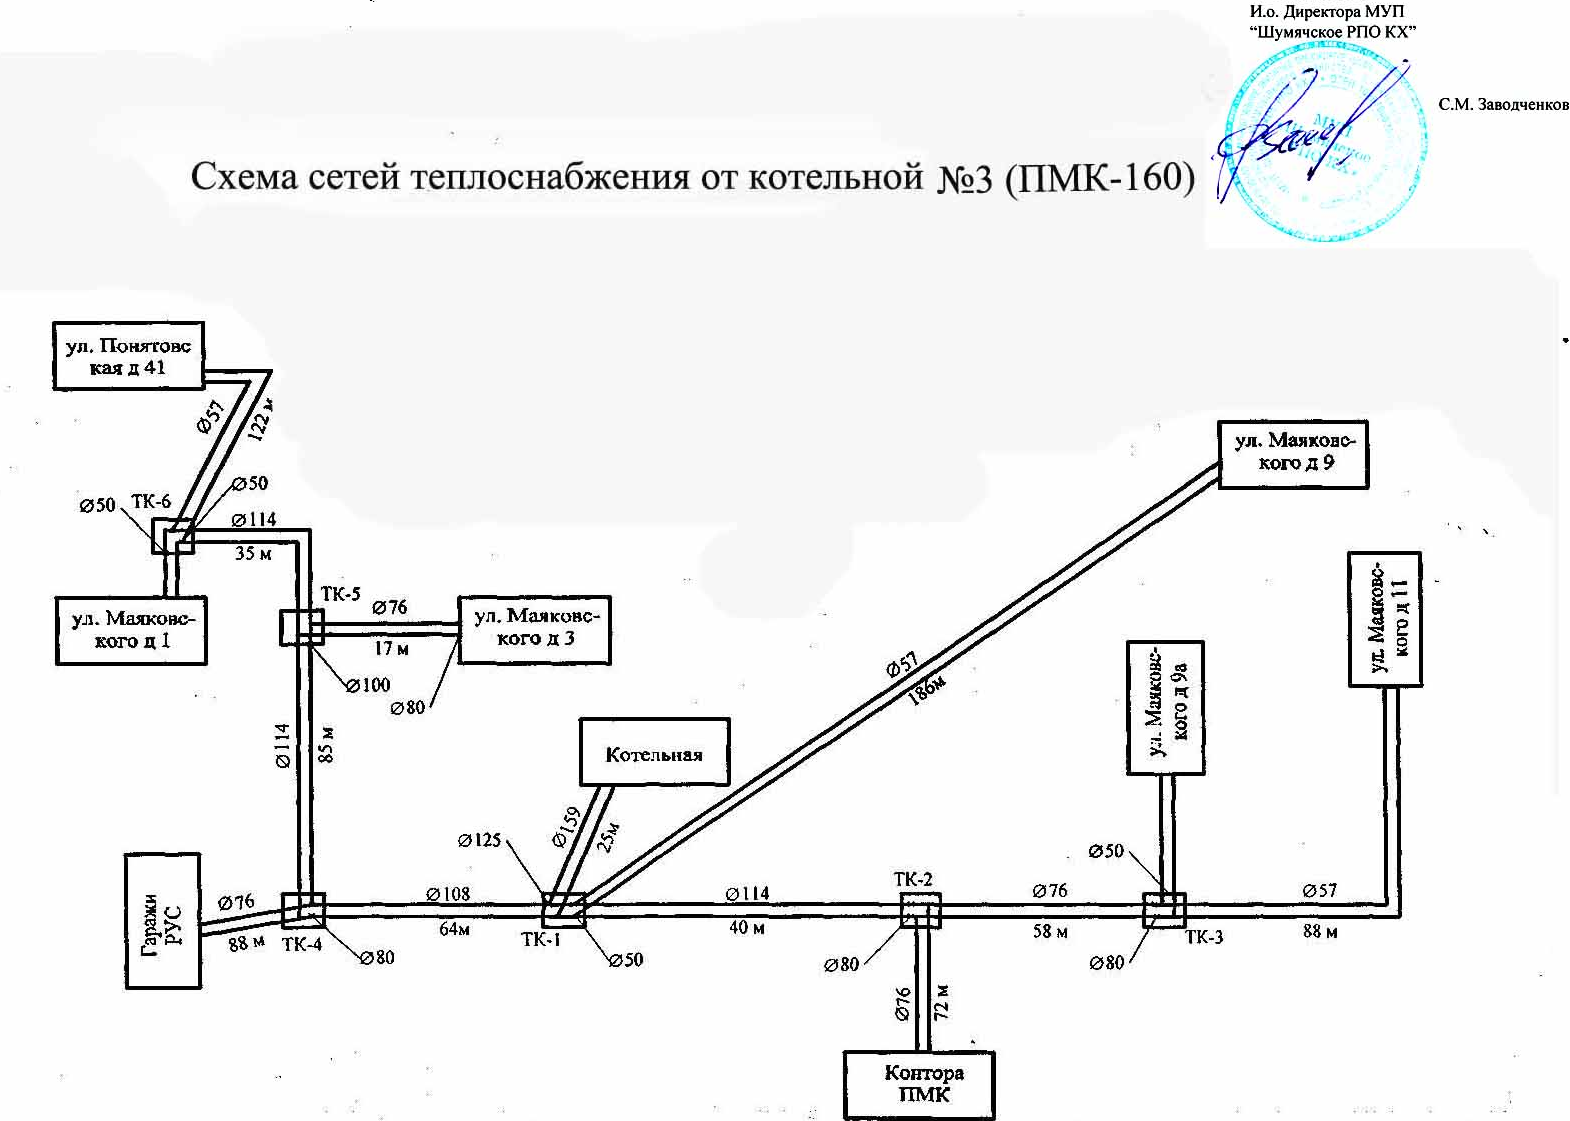 И.о. Директора МУП
“Шумячское РПО КХ”
С.М. Заводченков
Схема сетей теплоснабжения от котельной №3 (ПМК-160)
ул. Понятовс
кая д 41
Ø57
122 м
Ø50
ТК-6
Ø50
Ø114
35 м
ул. Маяковс-
кого д 1
ТК-5
Ø76
17 м
ул. Маяковс-
кого д 3
Ø100
Ø80
Ø114
85 м
Котельная
Ø159
25м
Ø125
ул. Маяковс-
кого д 9
Ø57
186м
ул. Маяковс-
кого д 11
ул. Маяковс-
кого д 9а
Ø50
Гаражи
РУС
Ø76
88 м
ТК-4
Ø80
Ø108
64м
ТК-1
Ø50
Ø114
40 м
ТК-2
Ø80
Ø76
72 м
Ø76
58 м
Ø80
ТК-3
Ø57
88 м
Контора
ПМК